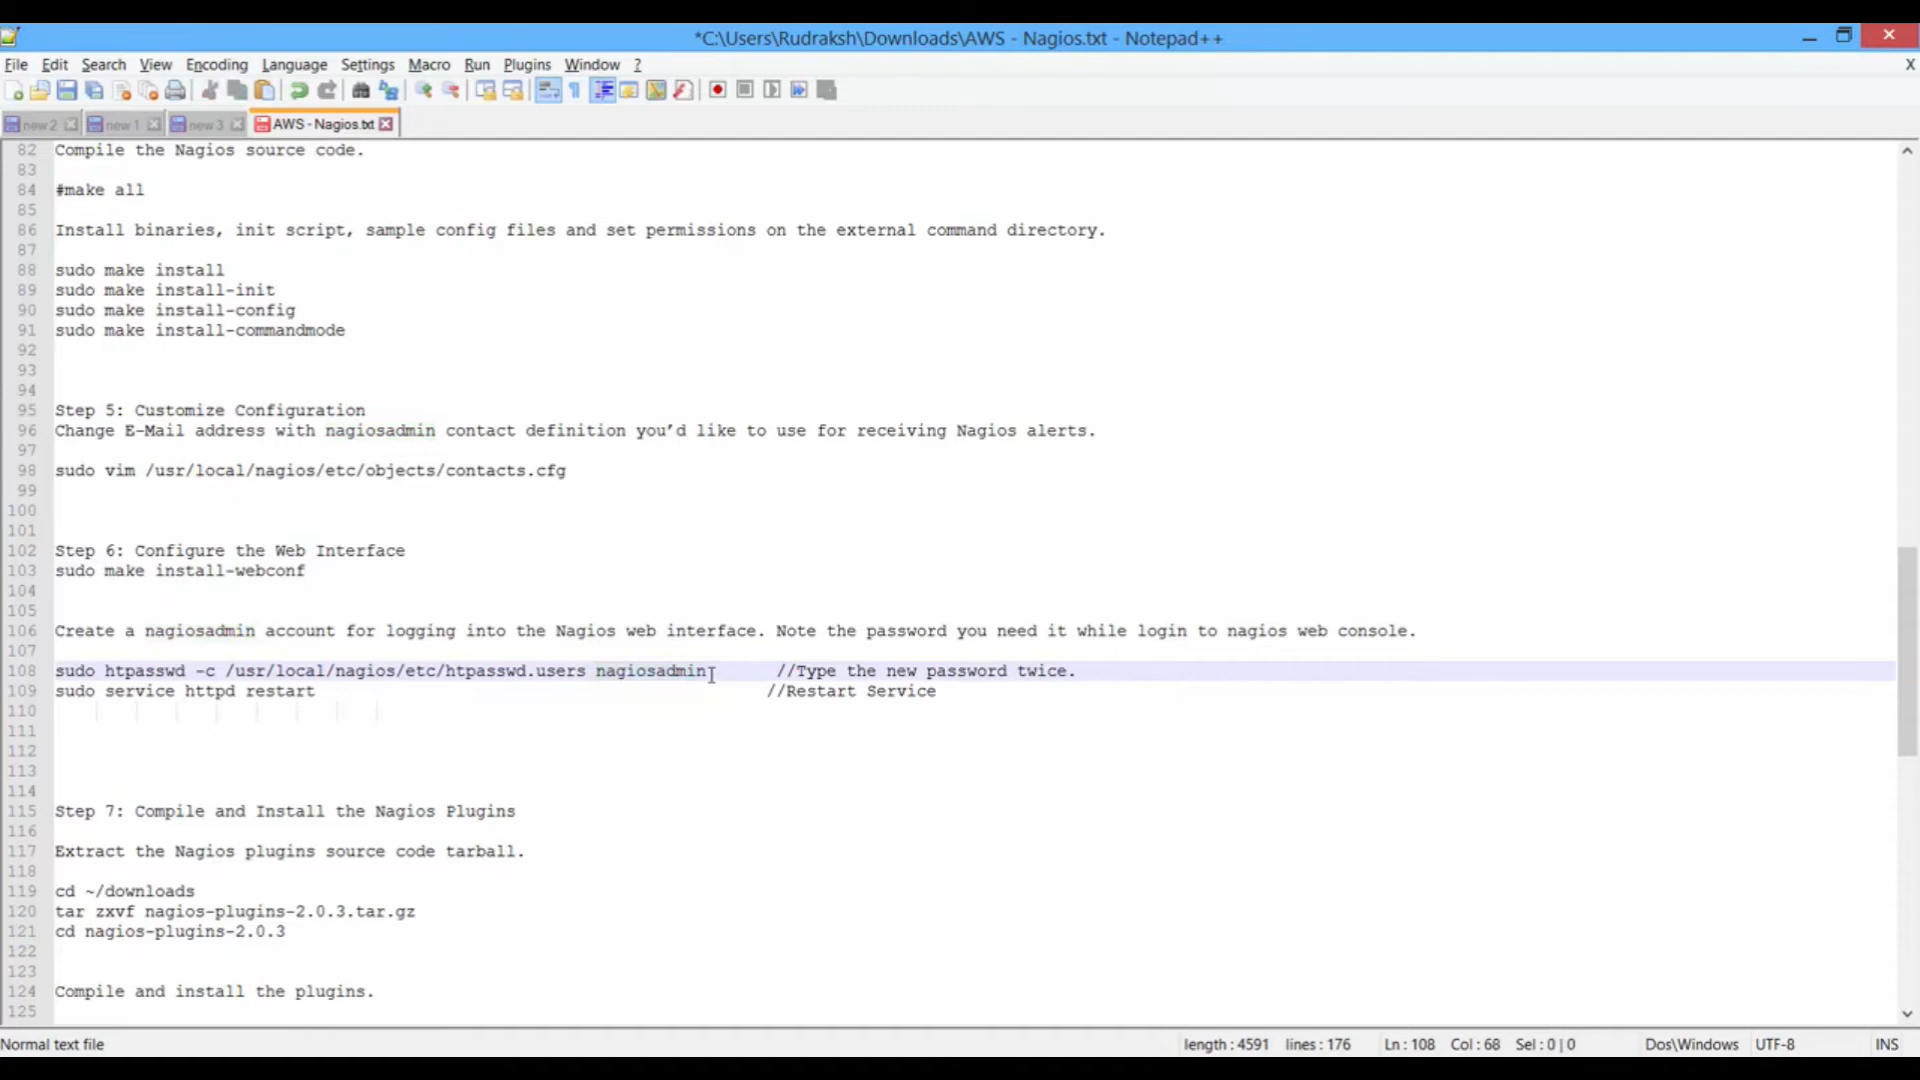 *C:\Users\Rudraksh\Downloads\AWS - Nagios.txt - Notepad++
File Edit Search View Encoding Language Settings Macro Run Plugins Window ? X
new 2 new 1 new 3 AWS - Nagios.txt
82 Compile the Nagios source code.
83
84 #make all
85
86 Install binaries, init script, sample config files and set permissions on the external command directory.
87
88 sudo make install
89 sudo make install-init
90 sudo make install-config
91 sudo make install-commandmode
92
93
94
95 Step 5: Customize Configuration
96 Change E-Mail address with nagiosadmin contact definition you’d like to use for receiving Nagios alerts.
97
98 sudo vim /usr/local/nagios/etc/objects/contacts.cfg
99
100
101
102 Step 6: Configure the Web Interface
103 sudo make install-webconf
104
105
106 Create a nagiosadmin account for logging into the Nagios web interface. Note the password you need it while login to nagios web console.
107
108 sudo htpasswd -c /usr/local/nagios/etc/htpasswd.users nagiosadmin //Type the new password twice.
109 sudo service httpd restart //Restart Service
110
111
112
113
114
115 Step 7: Compile and Install the Nagios Plugins
116
117 Extract the Nagios plugins source code tarball.
118
119 cd ~/downloads
120 tar zxvf nagios-plugins-2.0.3.tar.gz
121 cd nagios-plugins-2.0.3
122
123
124 Compile and install the plugins.
125
Normal text file length : 4591 lines : 176 Ln : 108 Col : 68 Sel : 0 | 0 Dos\Windows UTF-8 INS